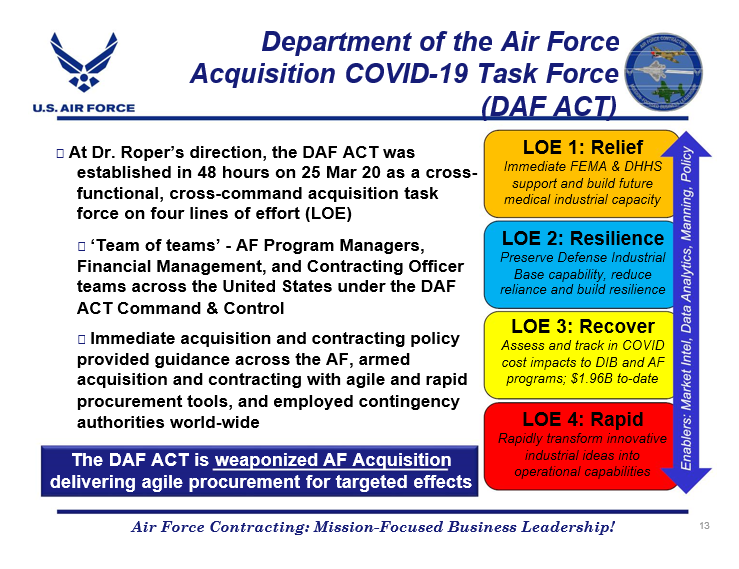 Department of the Air Force
Acquisition COVID-19 Task Force
(DAF ACT)
U.S. AIR FORCE
At Dr. Roper’s direction, the DAF ACT was
established in 48 hours on 25 Mar 20 as a cross-
functional, cross-command acquisition task
force on four lines of effort (LOE)
‘Team of teams’ - AF Program Managers,
Financial Management, and Contracting Officer
teams across the United States under the DAF
ACT Command & Control
Immediate acquisition and contracting policy
provided guidance across the AF, armed
acquisition and contracting with agile and rapid
procurement tools, and employed contingency
authorities world-wide
The DAF ACT is weaponized AF Acquisition
delivering agile procurement for targeted effects
LOE 1: Relief
Immediate FEMA & DHHS
support and build future
medical industrial capacity
LOE 2: Resilience
Preserve Defense Industrial
Base capability, reduce
reliance and build resilience
LOE 3: Recover
Assess and track in COVID
cost impacts to DIB and AF
programs; $1.96B to-date
LOE 4: Rapid
Rapidly transform innovative
industrial ideas into
operational capabilities
Enablers: Market Intel, Data Analytics, Manning, Policy
Air Force Contracting: Mission-Focused Business Leadership!
13